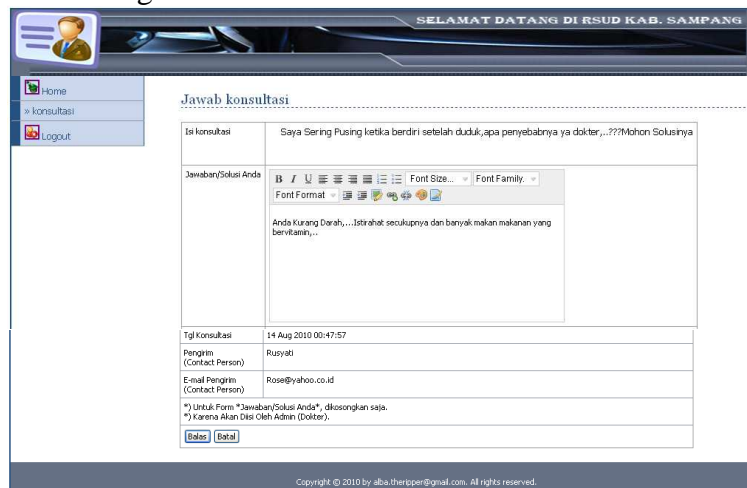 SELAMAT DATANG DI RSUD KAB. SAMPANG
Home
» konsultasi
Logout
Jawab konsultasi
Isi konsultasi
Saya Sering Pusing ketika berdiri setelah duduk,apa penyebabnya ya dokter,..???Mohon Solusinya
Jawaban/Solusi Anda
B I U Font Size... Font Family.
Font Format
Anda Kurang Darah,...Istirahat secukupnya dan banyak makan makanan yang
bervitamin,..
Tgl Konsultasi
14 Aug 2010 00:47:57
Pengirim
(Contact Person)
Rusyati
E-mail Pengirim
(Contact Person)
Rose@yahoo.co.id
*) Untuk Form "Jawaban/Solusi Anda", dikosongkan saja.
*) Karena Akan Diisi Oleh Admin (Dokter).
Balas Batal
Copyright © 2010 by alba.theripper@gmail.com. All rights reserved.